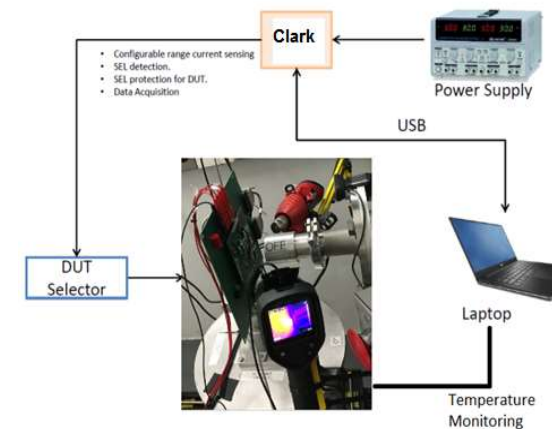 Clark
• Configurable range current sensing
• SEL detection.
• SEL protection for DUT.
• Data Acquisition
Power Supply
USB
DUT
Selector
OFF
Laptop
Temperature
Monitoring